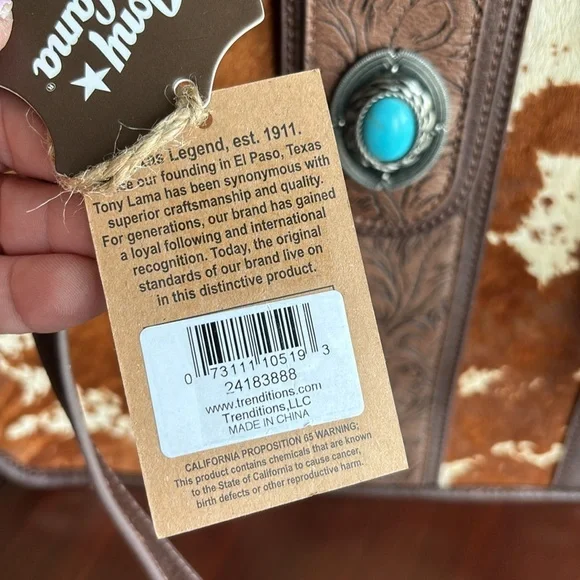 Tony
Lama
®
Legend, est. 1911.
our founding in El Paso, Texas
Tony Lama has been synonymous with
superior craftsmanship and quality.
For generations, our brand has gained
a loyal following and international
recognition. Today, the original
standards of our brand live on
in this distinctive product.
0 73111 10519 3
24183888
www.trenditions.com
Trenditions,LLC
MADE IN CHINA
CALIFORNIA PROPOSITION 65 WARNING;
This product contains chemicals that are known
to the State of California to cause cancer,
birth defects or other reproductive harm.